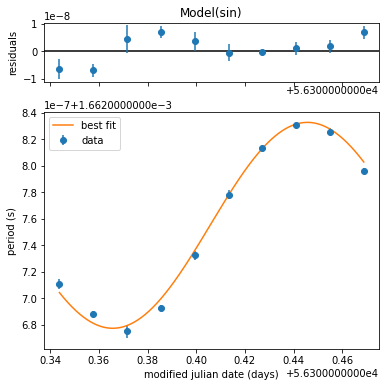 Model(sin)
1e−8
1
0
−1
residuals
+5.6300000000e4
1e−7+1.6620000000e−3
8.4
8.2
8.0
7.8
7.6
7.4
7.2
7.0
6.8
period (s)
best fit
data
0.34 0.36 0.38 0.40 0.42 0.44 0.46
modified julian date (days) +5.6300000000e4